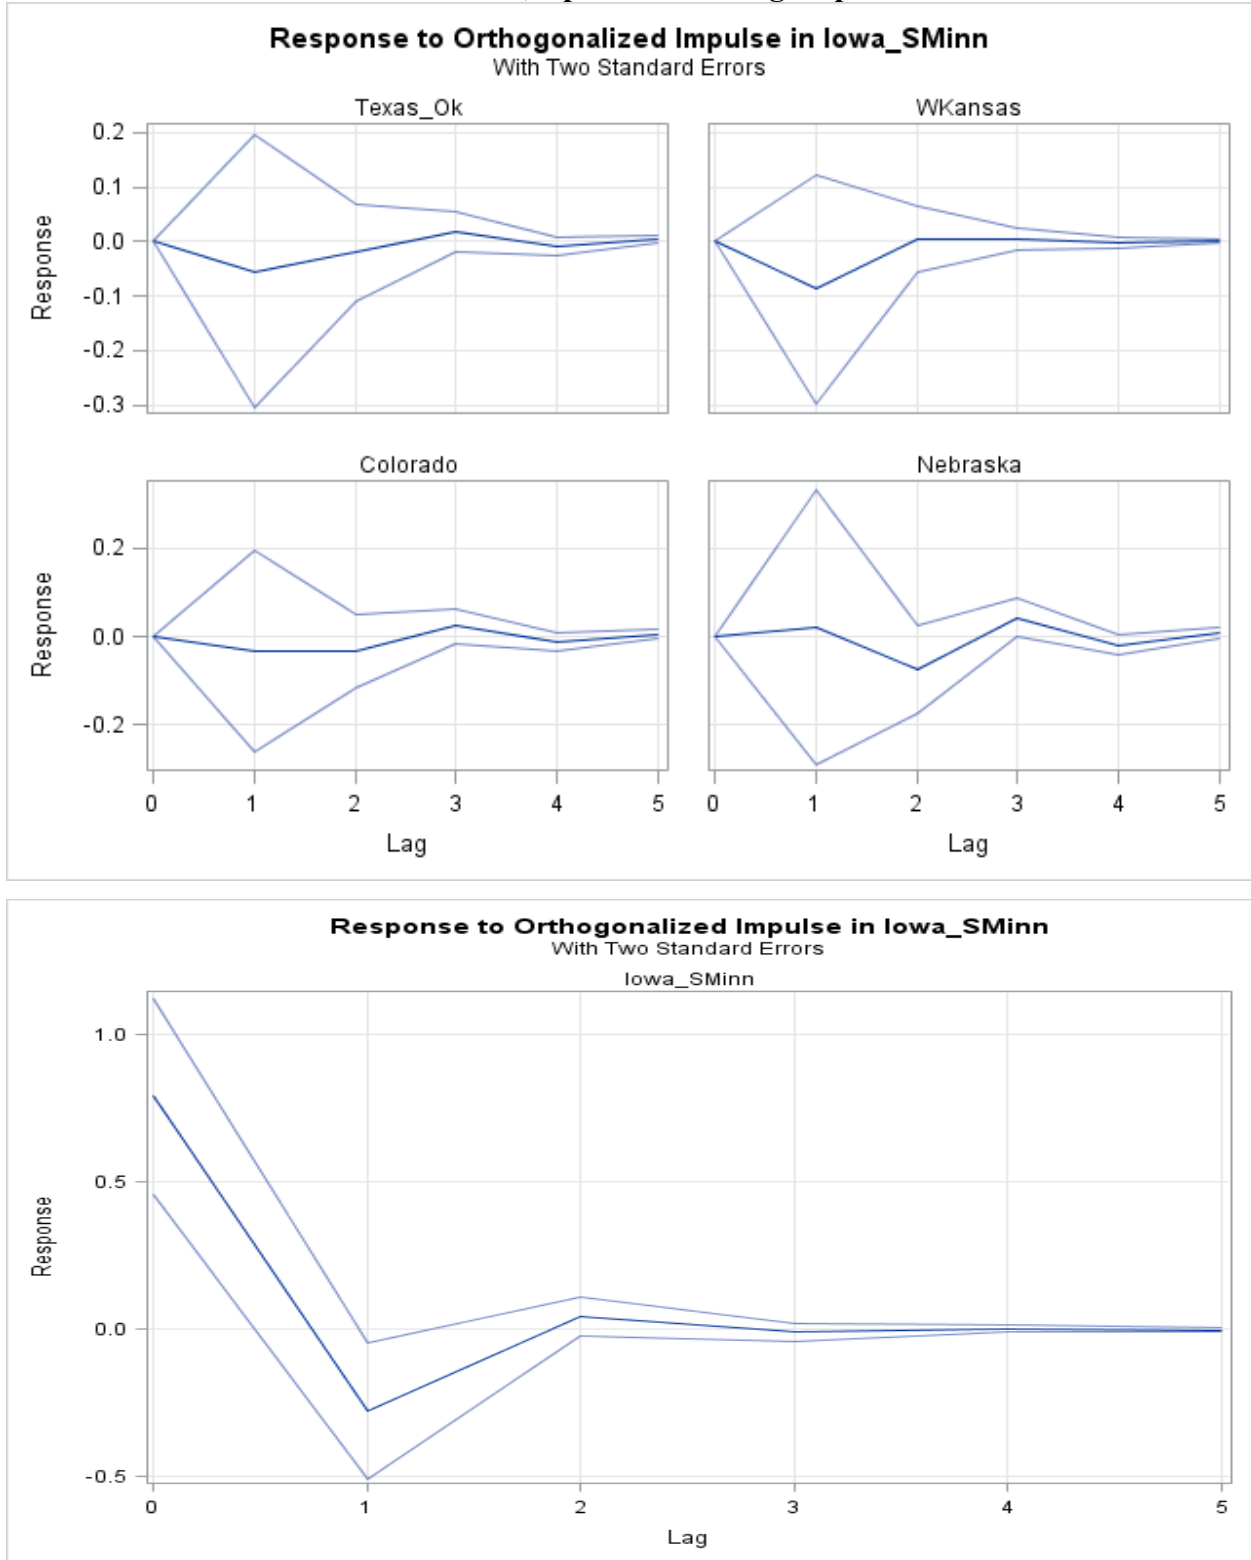 Response to Orthogonalized Impulse in Iowa_SMinn
With Two Standard Errors
Texas_Ok
WKansas
0.2
0.1
0.0
-0.1
-0.2
-0.3
Response
Colorado
Nebraska
0.2
0.0
-0.2
Response
0 1 2 3 4 5
0 1 2 3 4 5
Lag
Lag
Response to Orthogonalized Impulse in Iowa_SMinn
With Two Standard Errors
Iowa_SMinn
1.0
0.5
0.0
-0.5
Response
0 1 2 3 4 5
Lag